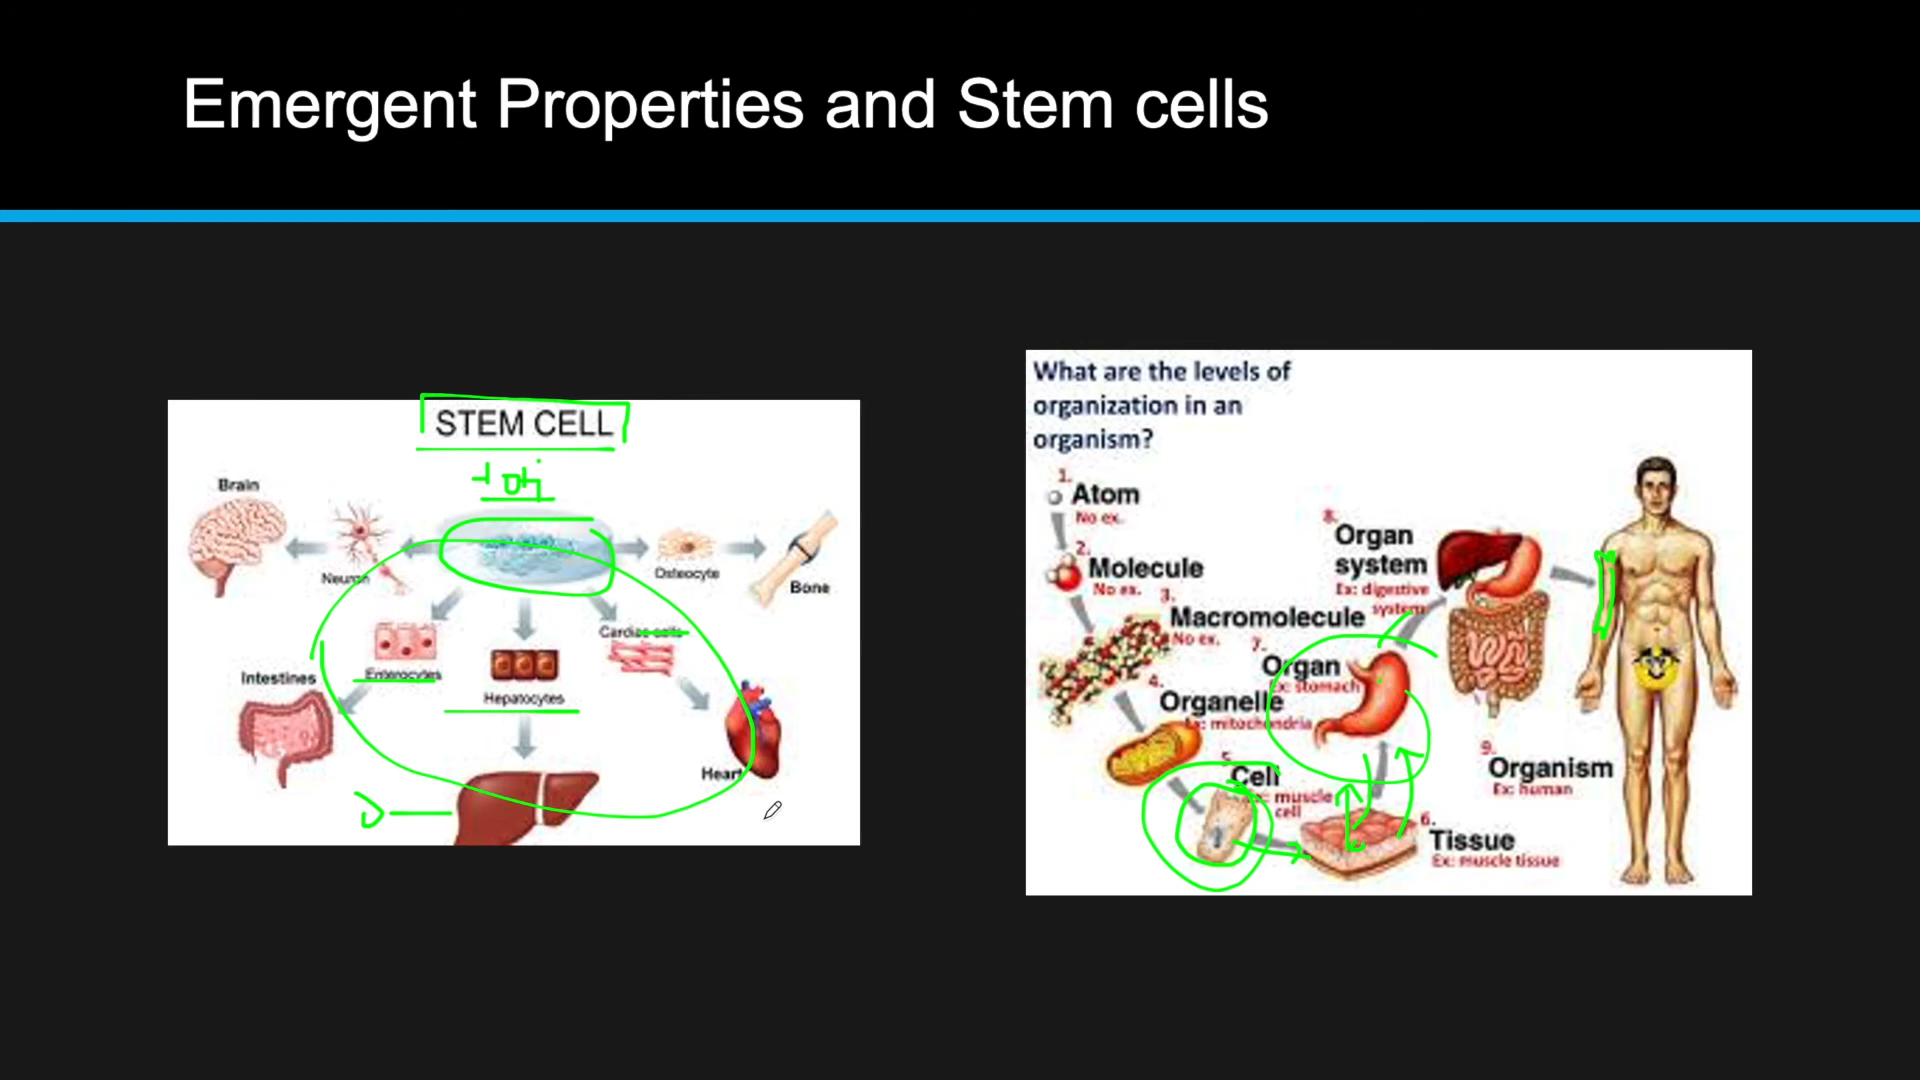 Emergent Properties and Stem cells
STEM CELL
Brain
Neuron
Osteocyte
Bone
Enterocytes
Cardiac cells
Intestines
Hepatocytes
Heart
What are the levels of
organization in an
organism?
1.
Atom
No ex.
2.
Molecule
No ex.
3.
Macromolecule
No ex.
4.
Organelle
Ex: mitochondria
5.
Cell
Ex: muscle
cell
6.
Tissue
Ex: muscle tissue
7.
Organ
Ex: stomach
8.
Organ
system
Ex: digestive
system
9.
Organism
Ex: human